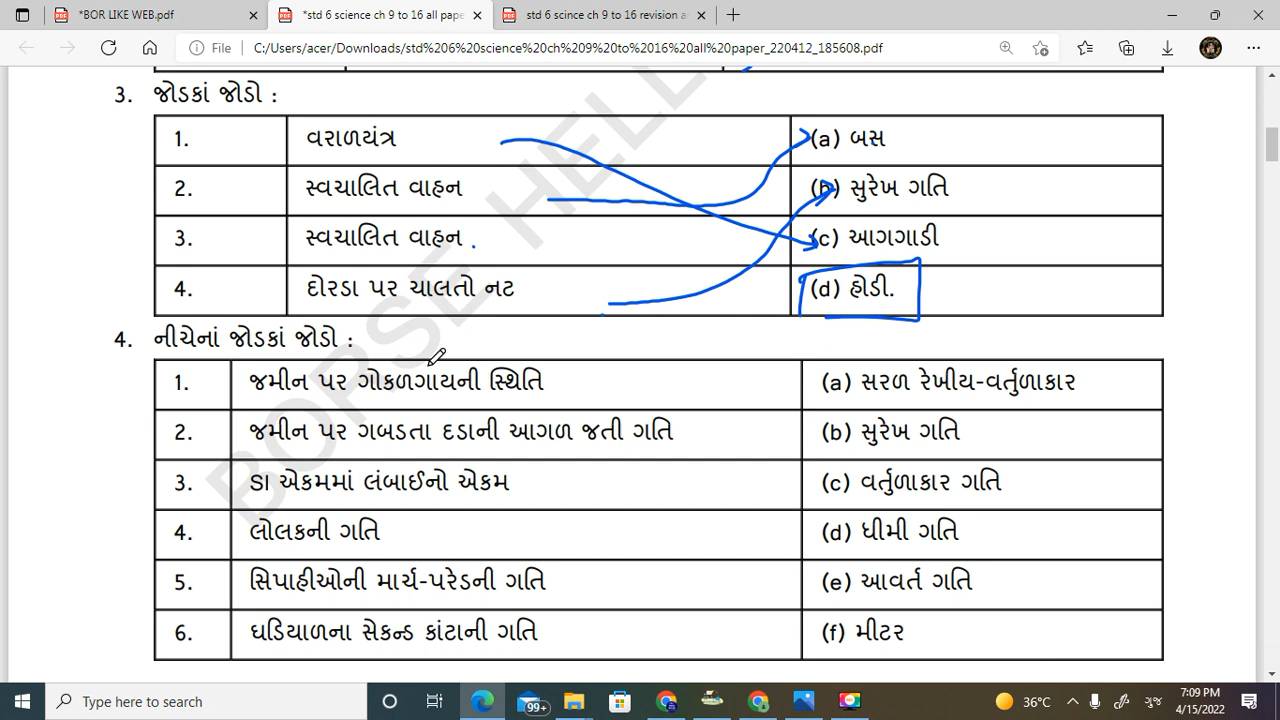 *BOR LIKE WEB.pdf
*std 6 science ch 9 to 16 all pape
std 6 scince ch 9 to 16 revision a
File
C:/Users/acer/Downloads/std%206%20science%20ch%209%20to%2016%20all%20paper_220412_185608.pdf
3. જોડકાં જોડો :
1. વરાળયંત્ર (a) બસ
2. સ્વચાલિત વાહન (b) સુરેખ ગતિ
3. સ્વચાલિત વાહન (c) આગગાડી
4. દોરડા પર ચાલતો નટ (d) હોડી.
4. નીચેનાં જોડકાં જોડો :
1. જમીન પર ગોકળગાયની સ્થિતિ (a) સરળ રેખીય-વર્તુળાકાર
2. જમીન પર ગબડતા દડાની આગળ જતી ગતિ (b) સુરેખ ગતિ
3. SI એકમમાં લંબાઈનો એકમ (c) વર્તુળાકાર ગતિ
4. લોલકની ગતિ (d) ધીમી ગતિ
5. સિપાહીઓની માર્ચ-પરેડની ગતિ (e) આવર્ત ગતિ
6. ઘડિયાળના સેકન્ડ કાંટાની ગતિ (f) મીટર
BORSE HELL
Type here to search
99+
36°C
ગુ
7:09 PM
4/15/2022